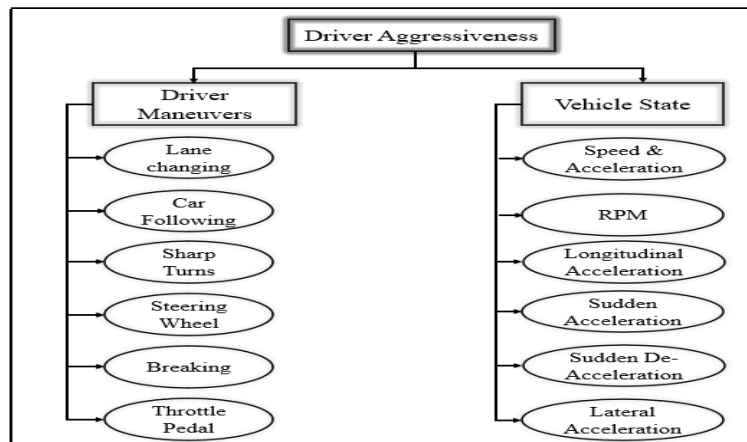 Driver Aggressiveness
Driver
Maneuvers
Lane
changing
Car
Following
Sharp
Turns
Steering
Wheel
Breaking
Throttle
Pedal
Vehicle State
Speed &
Acceleration
RPM
Longitudinal
Acceleration
Sudden
Acceleration
Sudden De-
Acceleration
Lateral
Acceleration